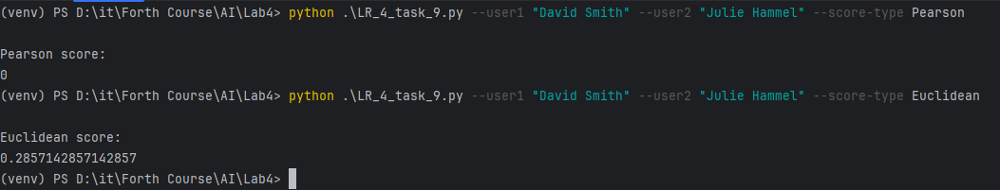 (venv) PS D:\it\Forth Course\AI\Lab4> python .\LR_4_task_9.py --user1 "David Smith" --user2 "Julie Hammel" --score-type Pearson
Pearson score:
0
(venv) PS D:\it\Forth Course\AI\Lab4> python .\LR_4_task_9.py --user1 "David Smith" --user2 "Julie Hammel" --score-type Euclidean
Euclidean score:
0.2857142857142857
(venv) PS D:\it\Forth Course\AI\Lab4>